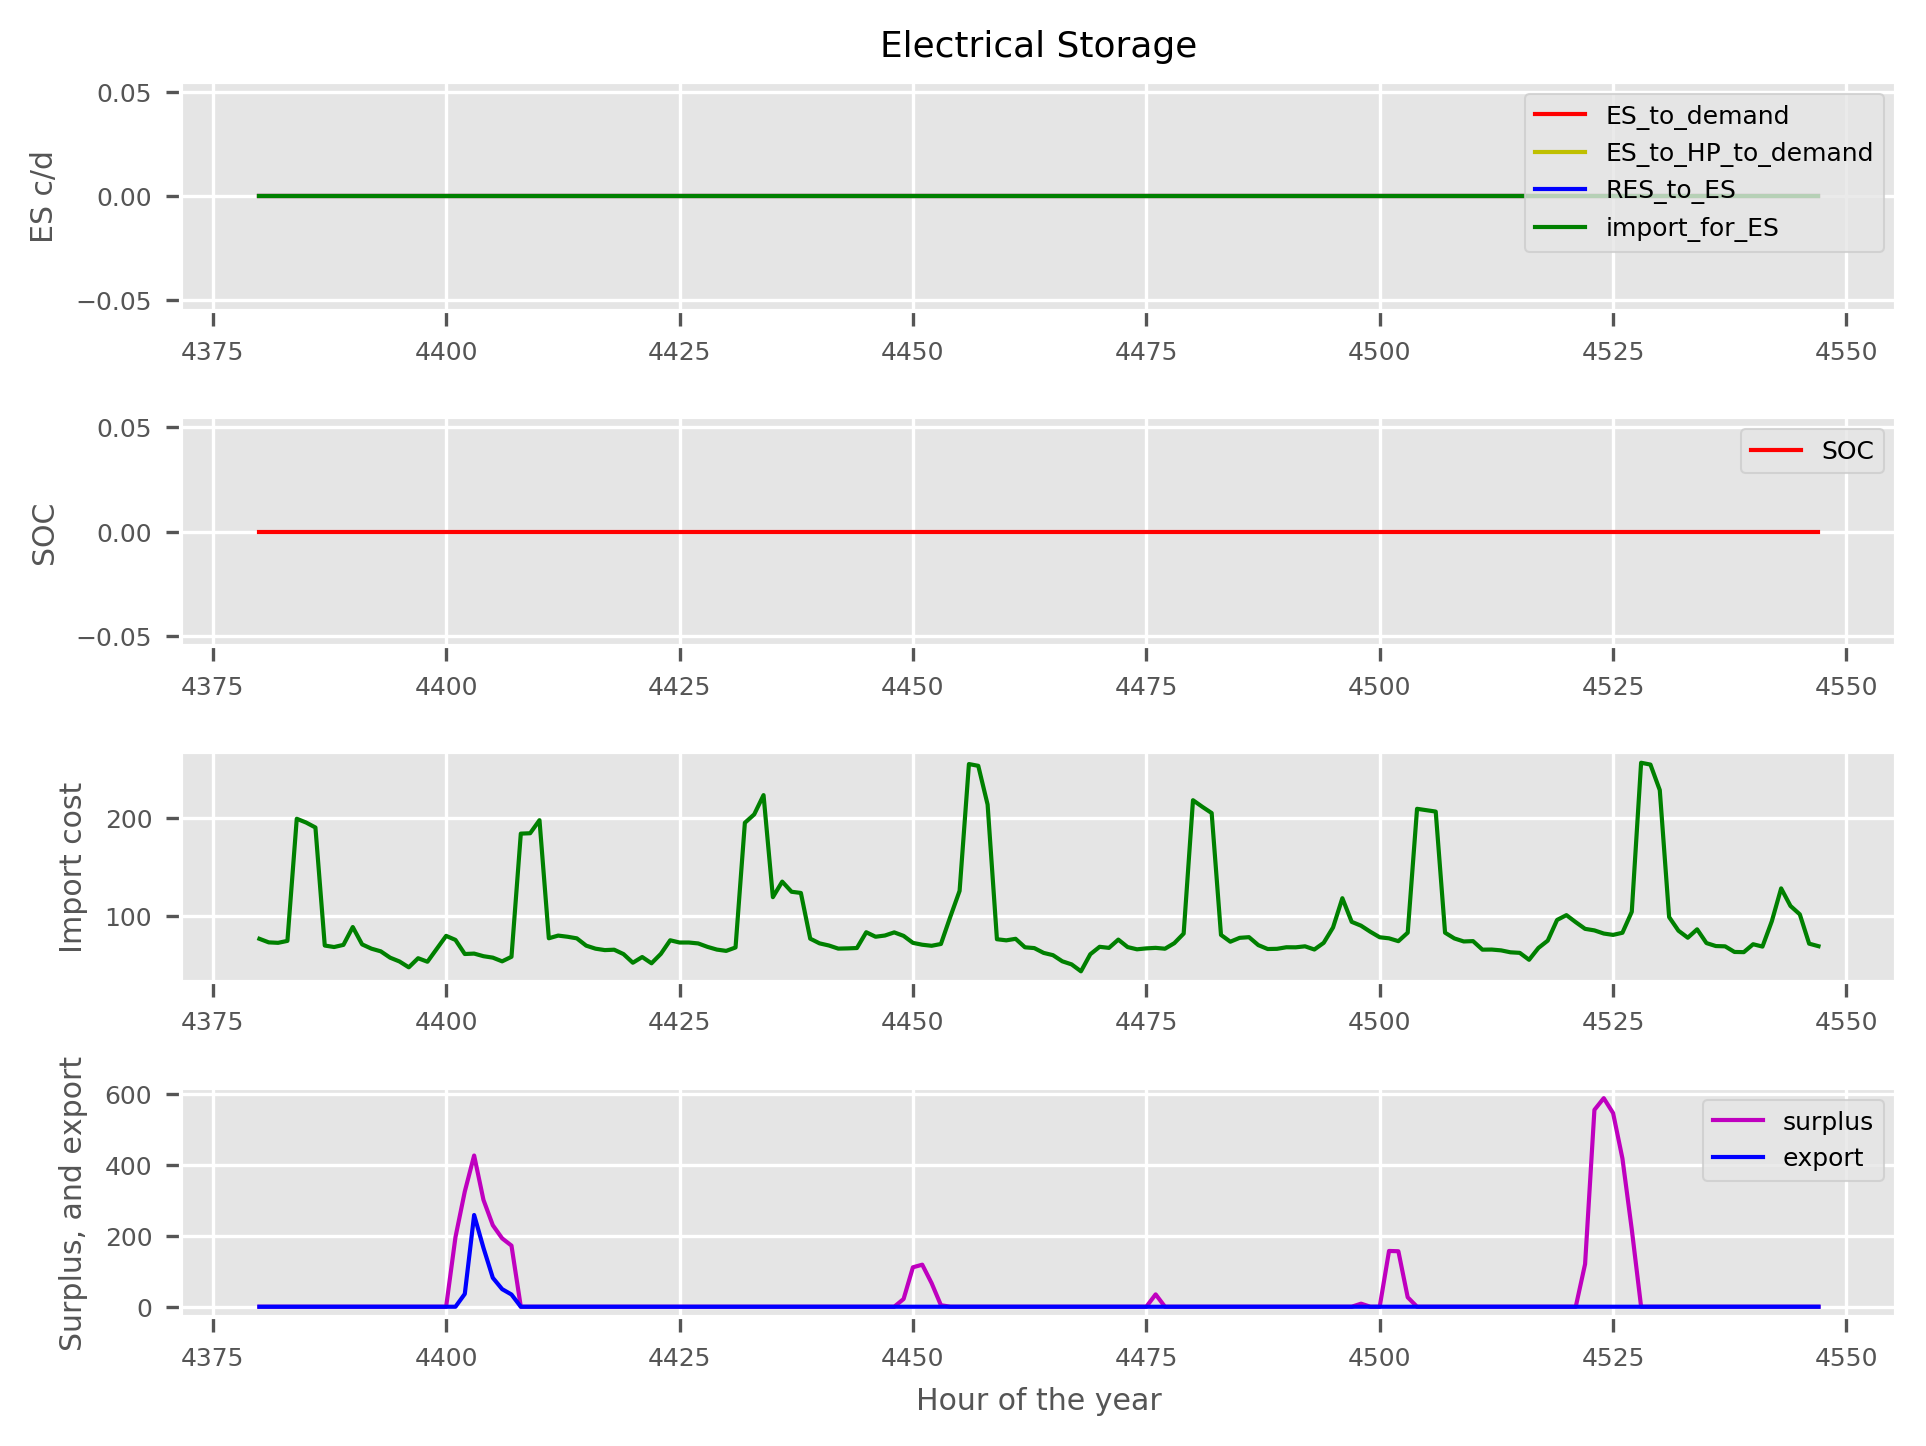 Electrical Storage
ES c/d
0.05
0.00
−0.05
ES_to_demand
ES_to_HP_to_demand
RES_to_ES
import_for_ES
4375 4400 4425 4450 4475 4500 4525 4550
SOC
0.05
0.00
−0.05
SOC
4375 4400 4425 4450 4475 4500 4525 4550
Import cost
200
100
4375 4400 4425 4450 4475 4500 4525 4550
Surplus, and export
600
400
200
0
surplus
export
4375 4400 4425 4450 4475 4500 4525 4550
Hour of the year